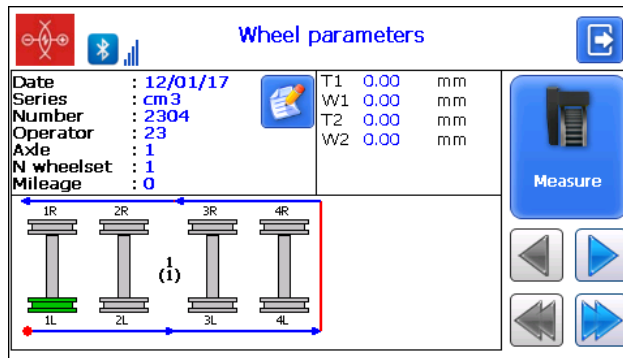 Wheel parameters
Date : 12/01/17
Series : cm3
Number : 2304
Operator : 23
Axle : 1
N wheelset : 1
Mileage : 0
T1 0.00 mm
W1 0.00 mm
T2 0.00 mm
W2 0.00 mm
Measure
1R 2R 3R 4R
1
(1)
1L 2L 3L 4L